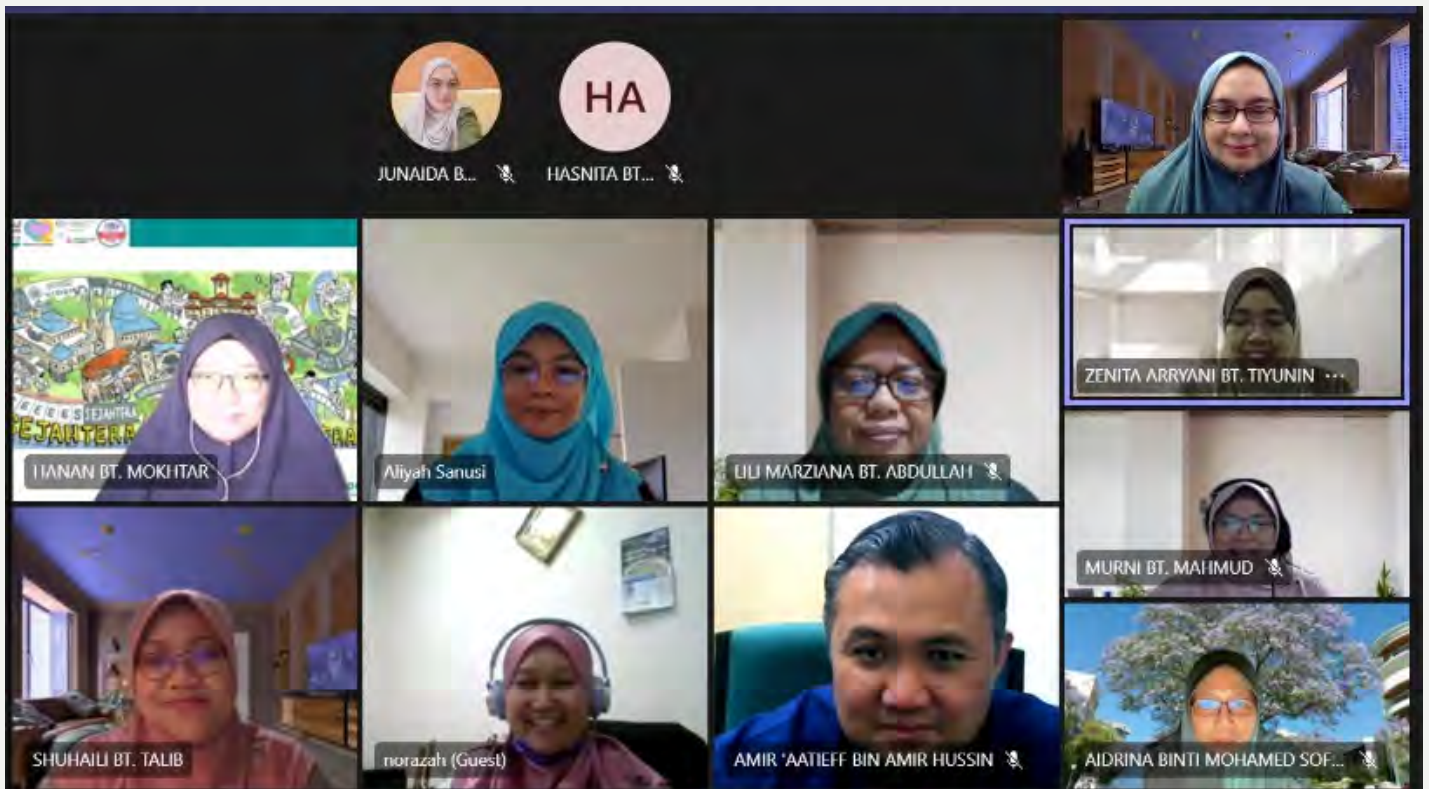 HA
JUNAIDA B...
HASNITA BT...
HANAN BT. MOKHTAR
SEJAHTERA
Aliyah Sanusi
LILI MARZIANA BT. ABDULLAH
ZENITA ARRYANI BT. TIYUNIN ...
MURNI BT. MAHMUD
SHUHAILI BT. TALIB
norazah (Guest)
AMIR 'AATIEFF BIN AMIR HUSSIN
AIDRINA BINTI MOHAMED SOF...